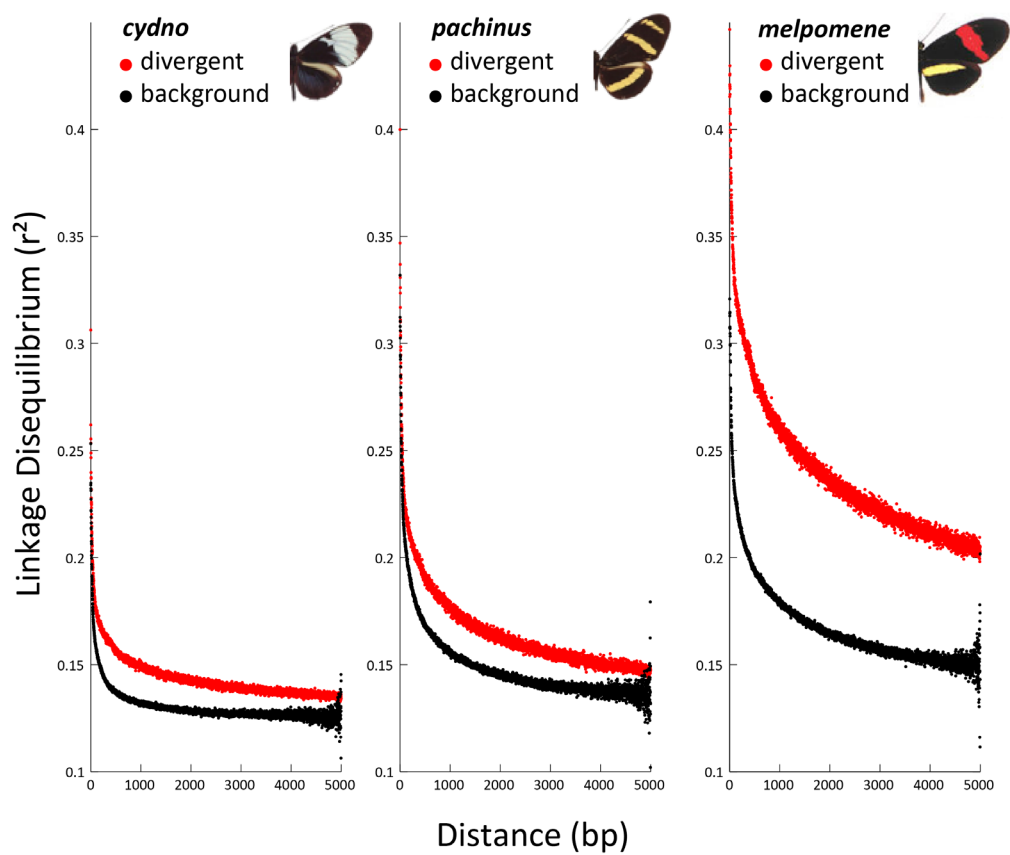 cydno
divergent
background
pachinus
divergent
background
melpomene
divergent
background
Linkage Disequilibrium (r²)
0.4
0.35
0.3
0.25
0.2
0.15
0.1
0 1000 2000 3000 4000 5000
0.4
0.35
0.3
0.25
0.2
0.15
0.1
0 1000 2000 3000 4000 5000
0.4
0.35
0.3
0.25
0.2
0.15
0.1
0 1000 2000 3000 4000 5000
Distance (bp)